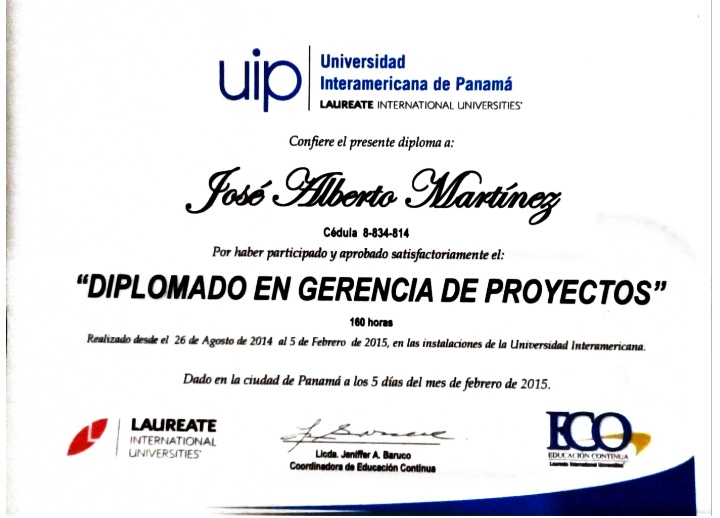 uip
Universidad
Interamericana de Panamá
LAUREATE INTERNATIONAL UNIVERSITIES®
Confiere el presente diploma a:
José Alberto Martínez
Cédula 8-834-814
Por haber participado y aprobado satisfactoriamente el:
“DIPLOMADO EN GERENCIA DE PROYECTOS”
160 horas
Realizado desde el 26 de Agosto de 2014 al 5 de Febrero de 2015, en las instalaciones de la Universidad Interamericana.
Dado en la ciudad de Panamá a los 5 días del mes de febrero de 2015.
LAUREATE
INTERNATIONAL
UNIVERSITIES®
Licda. Jeniffer A. Baruco
Coordinadora de Educación Continua
ECO
EDUCACIÓN CONTINUA
Laureate International Universities